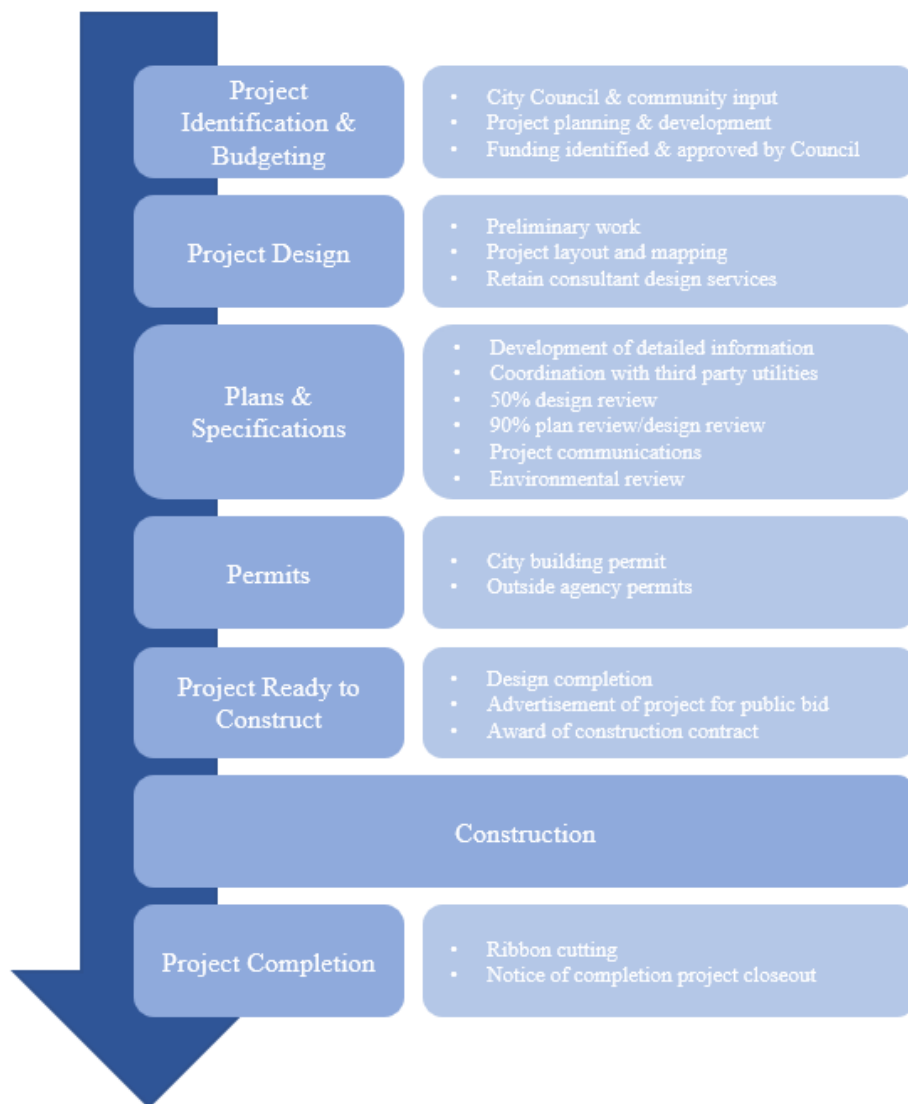 Project
Identification &
Budgeting
• City Council & community input
• Project planning & development
• Funding identified & approved by Council
Project Design
• Preliminary work
• Project layout and mapping
• Retain consultant design services
Plans &
Specifications
• Development of detailed information
• Coordination with third party utilities
• 50% design review
• 90% plan review/design review
• Project communications
• Environmental review
Permits
• City building permit
• Outside agency permits
Project Ready to
Construct
• Design completion
• Advertisement of project for public bid
• Award of construction contract
Construction
Project Completion
• Ribbon cutting
• Notice of completion project closeout